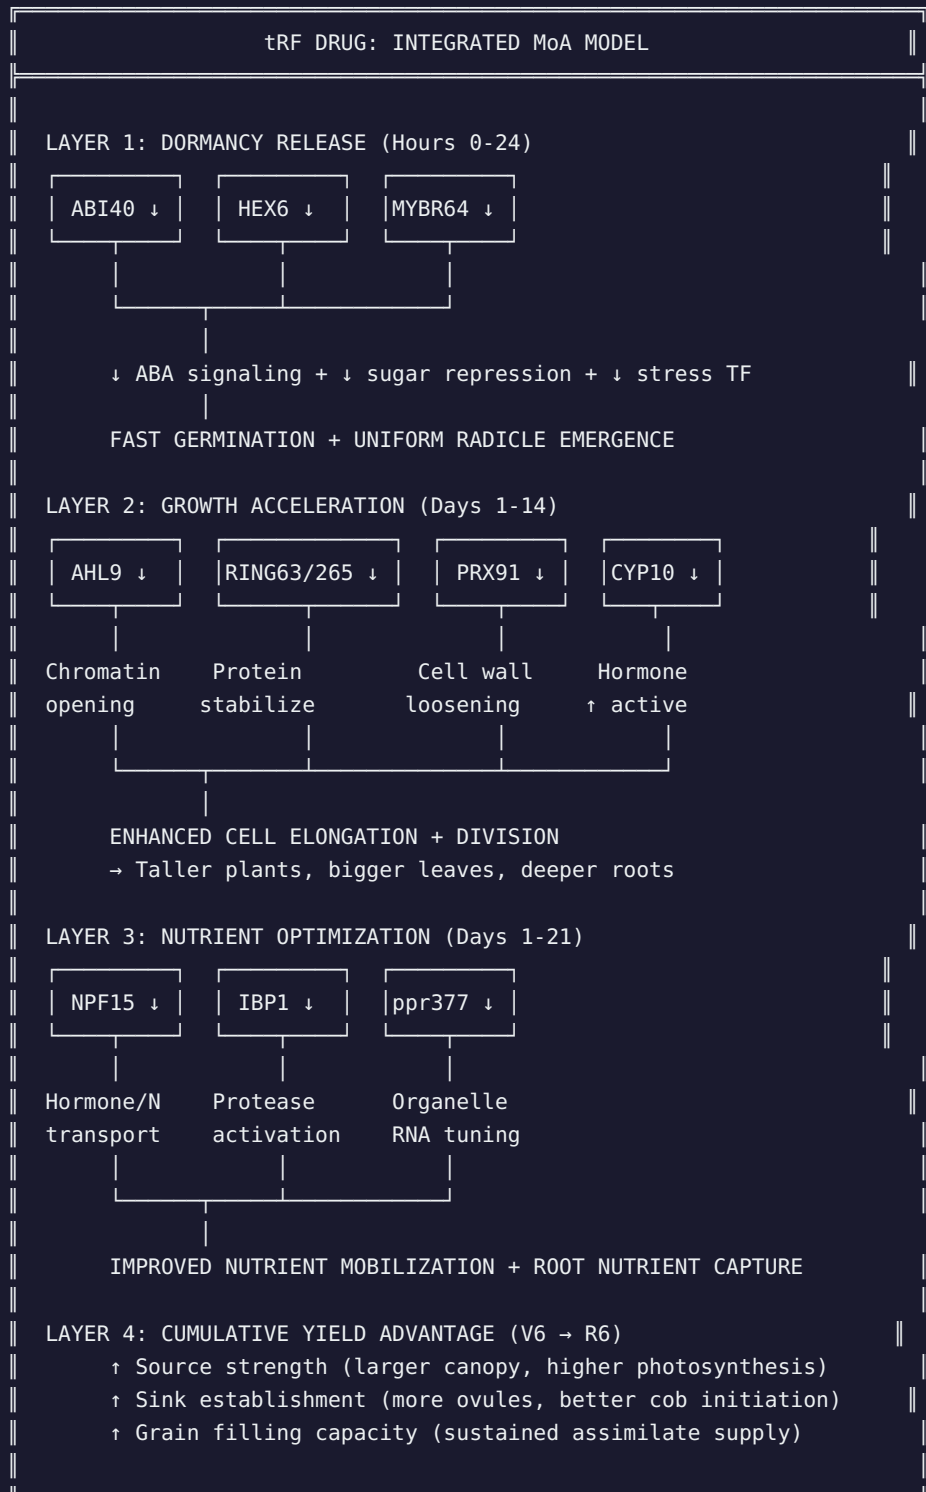 tRF DRUG: INTEGRATED MoA MODEL
LAYER 1: DORMANCY RELEASE (Hours 0-24)
ABI40 ↓ HEX6 ↓ MYBR64 ↓
↓ ABA signaling + ↓ sugar repression + ↓ stress TF
FAST GERMINATION + UNIFORM RADICLE EMERGENCE
LAYER 2: GROWTH ACCELERATION (Days 1-14)
AHL9 ↓ RING63/265 ↓ PRX91 ↓ CYP10 ↓
Chromatin Protein Cell wall Hormone
opening stabilize loosening ↑ active
ENHANCED CELL ELONGATION + DIVISION
→ Taller plants, bigger leaves, deeper roots
LAYER 3: NUTRIENT OPTIMIZATION (Days 1-21)
NPF15 ↓ IBP1 ↓ ppr377 ↓
Hormone/N Protease Organelle
transport activation RNA tuning
IMPROVED NUTRIENT MOBILIZATION + ROOT NUTRIENT CAPTURE
LAYER 4: CUMULATIVE YIELD ADVANTAGE (V6 → R6)
↑ Source strength (larger canopy, higher photosynthesis)
↑ Sink establishment (more ovules, better cob initiation)
↑ Grain filling capacity (sustained assimilate supply)